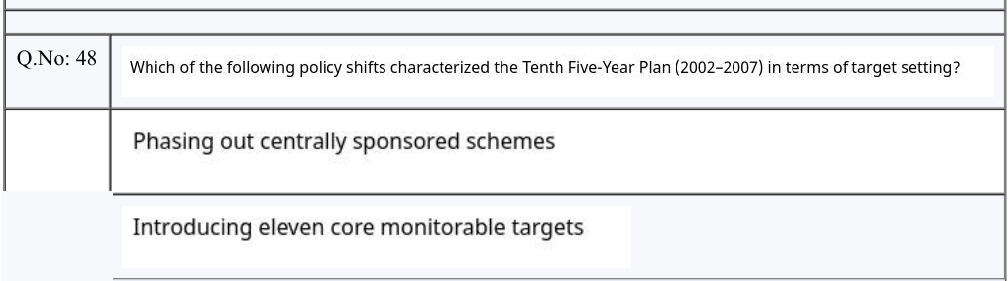 Q.No: 48
Which of the following policy shifts characterized the Tenth Five-Year Plan (2002–2007) in terms of target setting?
Phasing out centrally sponsored schemes
Introducing eleven core monitorable targets